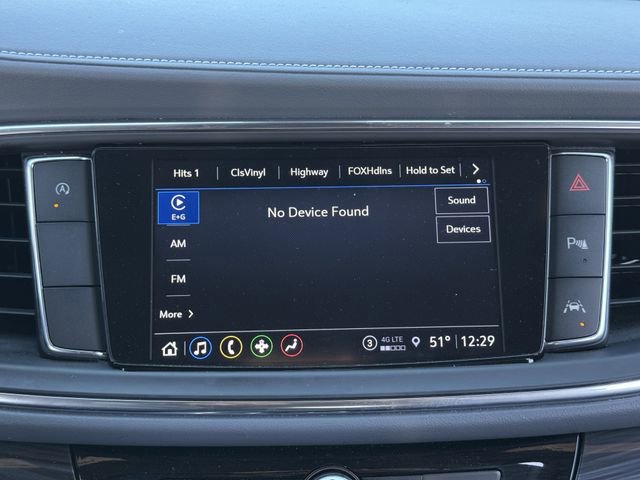 Hits 1 ClsVinyl Highway FOXHdlns Hold to Set
E+G
No Device Found
Sound
Devices
AM
FM
More
3 4G LTE 51° 12:29
A
P